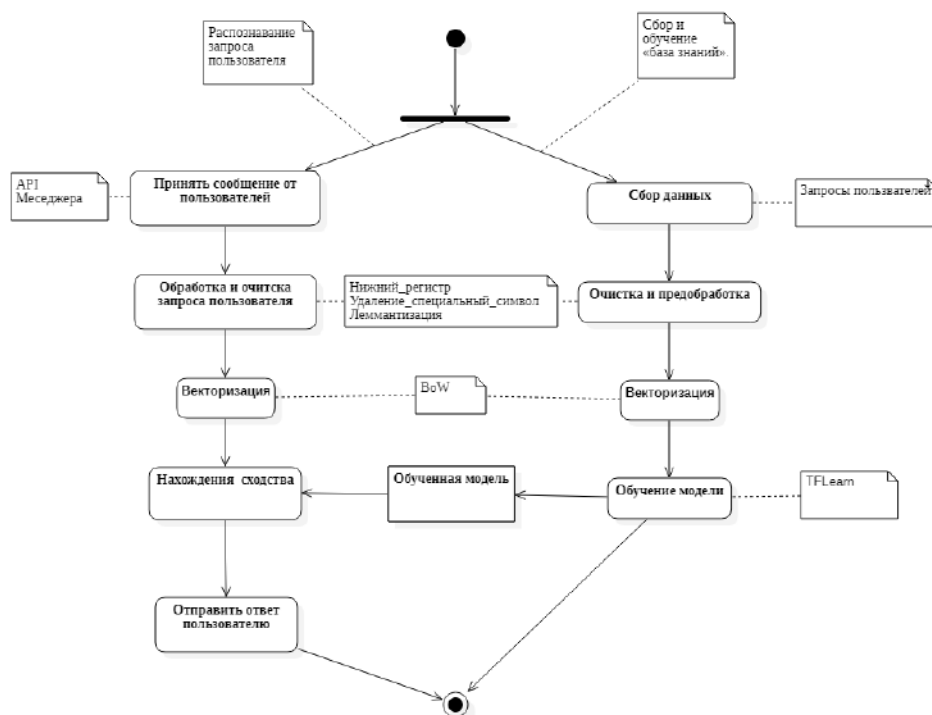 Распознавание
запроса
пользователя
Сбор и
обучение
«база знаний».
API
Меседжера
Принять сообщение от
пользователей
Сбор данных
Запросы пользвателей
Обработка и очитска
запроса пользователя
Нижний_регистр
Удаление_специальный_символ
Леммантизация
Очистка и предобработка
Векторизация
BoW
Векторизация
Нахождения сходства
Обученная модель
Обучение модели
TFLearn
Отправить ответ
пользователю